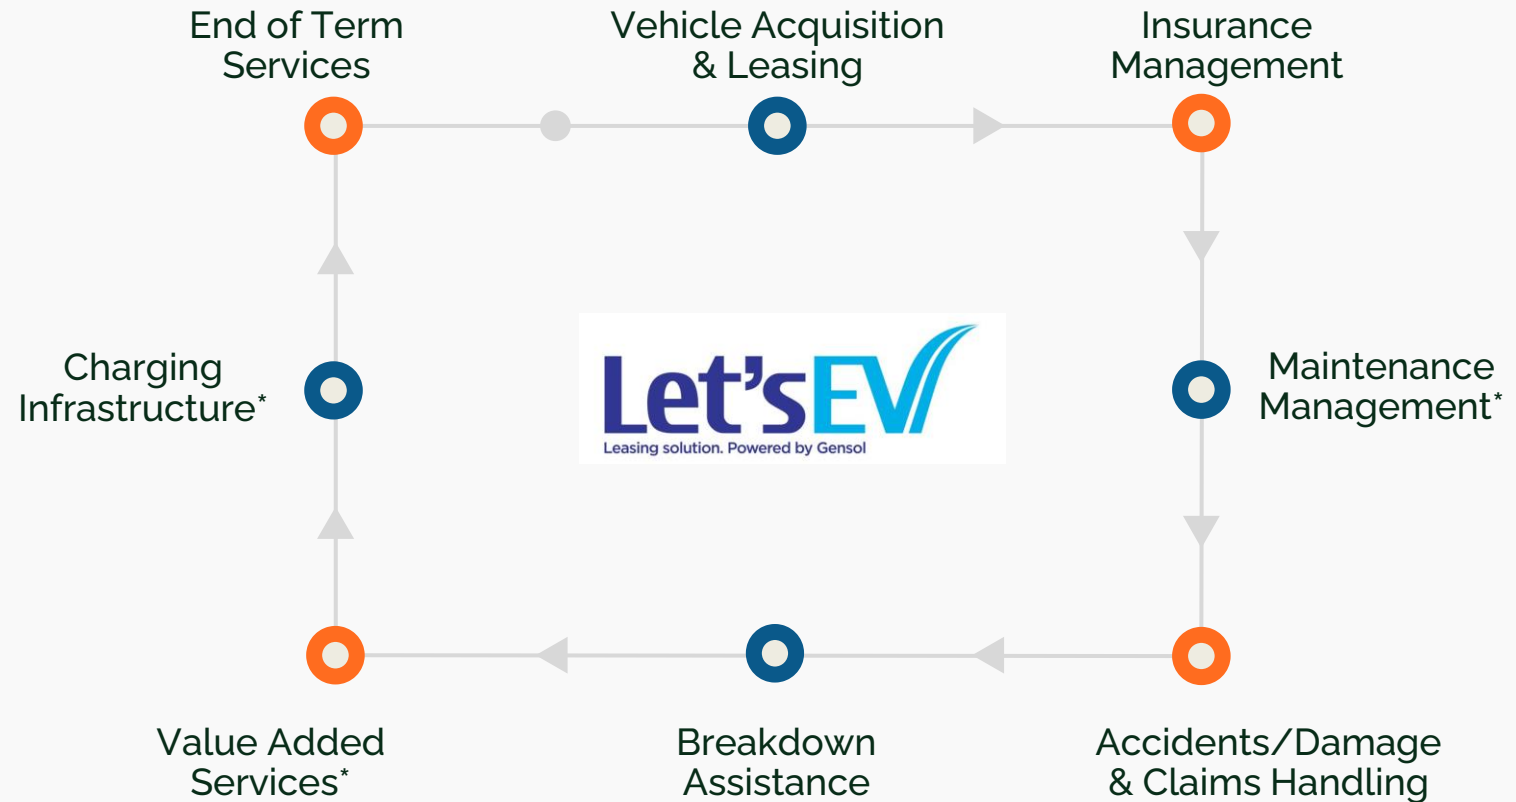 End of Term
Services
Vehicle Acquisition
& Leasing
Insurance
Management
Charging
Infrastructure*
Let'sEV
Leasing solution. Powered by Gensol
Maintenance
Management*
Value Added
Services*
Breakdown
Assistance
Accidents/Damage
& Claims Handling